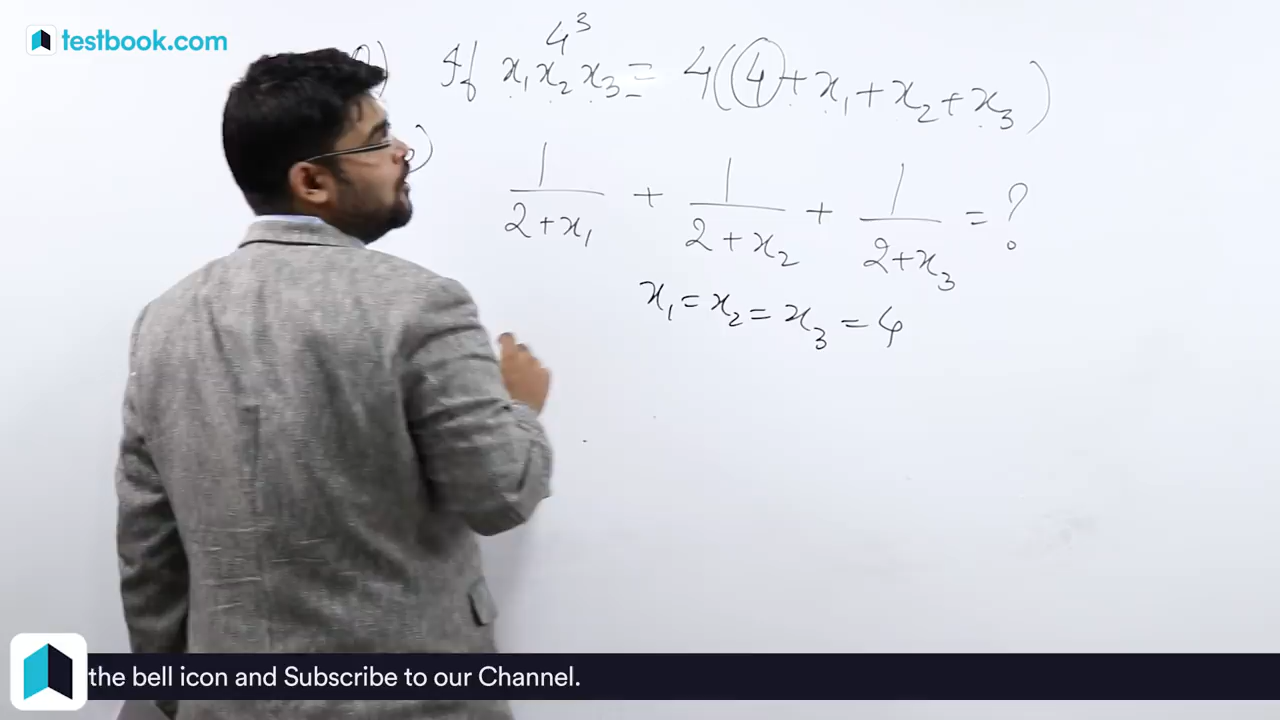 testbook.com
4³
If x₁x₂x₃ = 4(4 + x₁ + x₂ + x₃)
1/(2+x₁) + 1/(2+x₂) + 1/(2+x₃) = ?
x₁ = x₂ = x₃ = 4
the bell icon and Subscribe to our Channel.